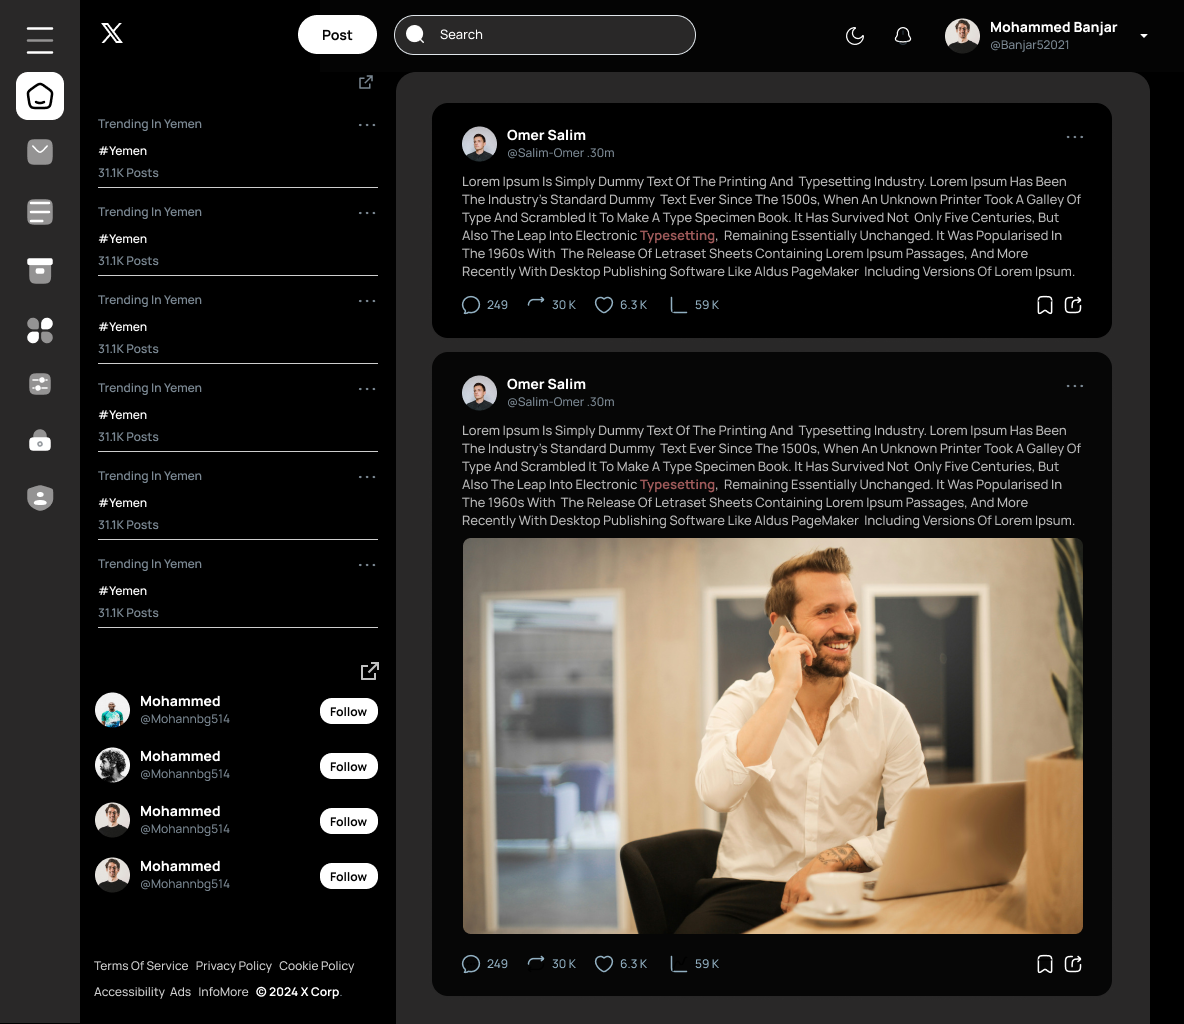 Post
Search
Mohammed Banjar
@Banjar52021
Trending In Yemen
#Yemen
31.1K Posts
Trending In Yemen
#Yemen
31.1K Posts
Trending In Yemen
#Yemen
31.1K Posts
Trending In Yemen
#Yemen
31.1K Posts
Trending In Yemen
#Yemen
31.1K Posts
Trending In Yemen
#Yemen
31.1K Posts
Mohammed
@Mohannbg514
Follow
Mohammed
@Mohannbg514
Follow
Mohammed
@Mohannbg514
Follow
Mohammed
@Mohannbg514
Follow
Terms Of Service Privacy Policy Cookie Policy
Accessibility Ads InfoMore © 2024 X Corp.
Omer Salim
@Salim-Omer .30m
Lorem Ipsum Is Simply Dummy Text Of The Printing And Typesetting Industry. Lorem Ipsum Has Been
The Industry's Standard Dummy Text Ever Since The 1500s, When An Unknown Printer Took A Galley Of
Type And Scrambled It To Make A Type Specimen Book. It Has Survived Not Only Five Centuries, But
Also The Leap Into Electronic Typesetting, Remaining Essentially Unchanged. It Was Popularised In
The 1960s With The Release Of Letraset Sheets Containing Lorem Ipsum Passages, And More
Recently With Desktop Publishing Software Like Aldus PageMaker Including Versions Of Lorem Ipsum.
249 30 K 6.3 K 59 K
Omer Salim
@Salim-Omer .30m
Lorem Ipsum Is Simply Dummy Text Of The Printing And Typesetting Industry. Lorem Ipsum Has Been
The Industry's Standard Dummy Text Ever Since The 1500s, When An Unknown Printer Took A Galley Of
Type And Scrambled It To Make A Type Specimen Book. It Has Survived Not Only Five Centuries, But
Also The Leap Into Electronic Typesetting, Remaining Essentially Unchanged. It Was Popularised In
The 1960s With The Release Of Letraset Sheets Containing Lorem Ipsum Passages, And More
Recently With Desktop Publishing Software Like Aldus PageMaker Including Versions Of Lorem Ipsum.
249 30 K 6.3 K 59 K